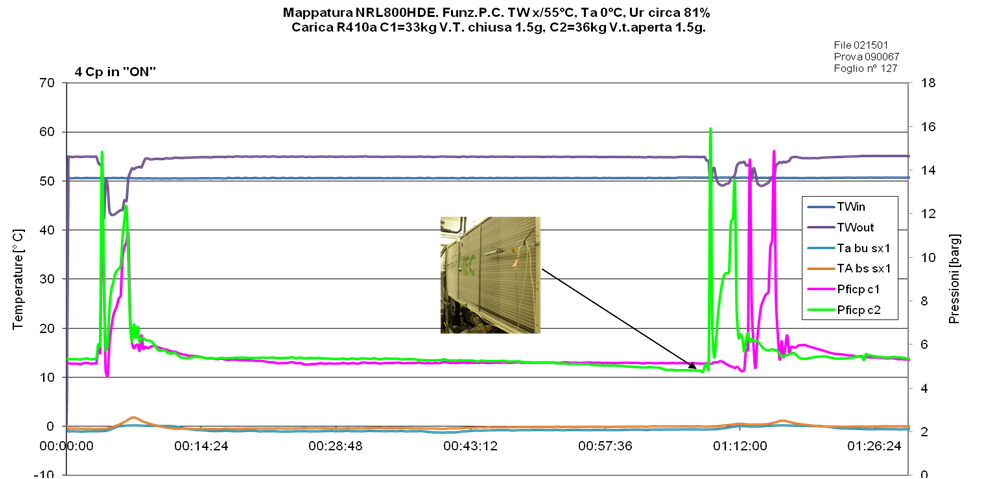 Mappatura NRL800HDE. Funz.P.C. TW x/55°C, Ta 0°C, Ur circa 81%
Carica R410a C1=33kg V.T. chiusa 1.5g, C2=36kg V.t.aperta 1.5g.
File 021501
Prova 090067
Foglio n° 127
4 Cp in "ON"
70
60
50
40
30
20
10
0
-10
Temperature [°C]
18
16
14
12
10
8
6
4
2
0
Pressioni [barg]
TWin
TWout
Ta bu sx1
TA bs sx1
Pficp c1
Pficp c2
00:00:00
00:14:24
00:28:48
00:43:12
00:57:36
01:12:00
01:26:24